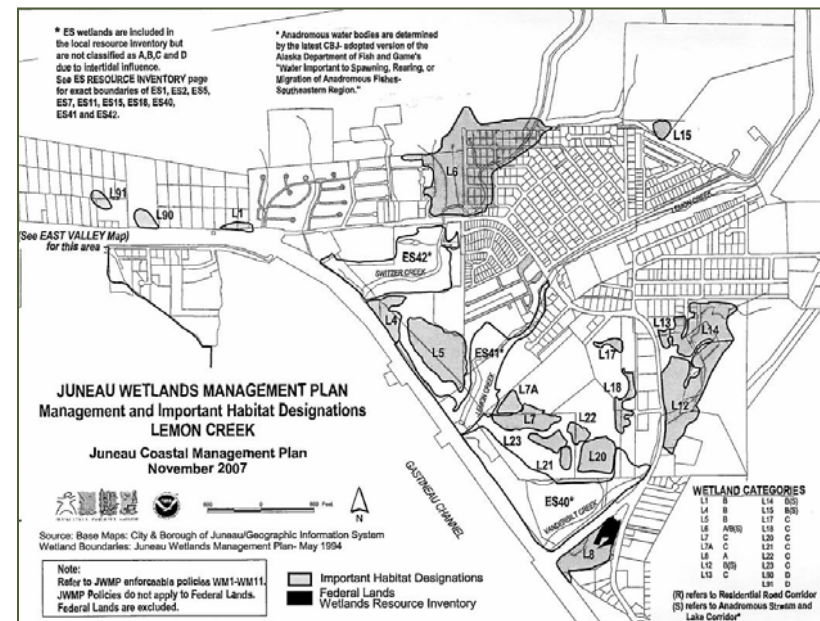 * ES wetlands are included in
the local resource inventory but
are not classified as A,B,C and D
due to intertidal influence.
See ES RESOURCE INVENTORY page
for exact boundaries of ES1, ES2, ES5,
ES7, ES11, ES15, ES18, ES40,
ES41 and ES42.
* Anadromous water bodies are determined
by the latest CBJ- adopted version of the
Alaska Department of Fish and Game's
"Water Important to Spawning, Rearing, or
Migration of Anadromous Fishes-
Southeastern Region."
L15
L6
L91
L90
L1
LEMON CREEK
(See EAST VALLEY Map)
for this area
ES42*
SWITZER CREEK
L4
L5
ES41*
LEMON CREEK
L13
L14
L17
L18
L12
L7A
L7
L22
L23
L21
L20
ES40*
VANDERBILT CREEK
L8
GASTINEAU CHANNEL
JUNEAU WETLANDS MANAGEMENT PLAN
Management and Important Habitat Designations
LEMON CREEK
Juneau Coastal Management Plan
November 2007
N
Source: Base Maps: City & Borough of Juneau/Geographic Information System
Wetland Boundaries: Juneau Wetlands Management Plan- May 1994
Note:
Refer to JWMP enforceable policies WM1-WM11.
JWMP Policies do not apply to Federal Lands.
Federal Lands are excluded.
Important Habitat Designations
Federal Lands
Wetlands Resource Inventory
WETLAND CATEGORIES
L1 B L14 B(S)
L4 B L15 B(S)
L5 B L17 C
L6 A/B(S) L18 C
L7 C L20 C
L7A C L21 C
L8 A L22 C
L12 B(S) L23 C
L13 C L90 D
L91 D
(R) refers to Residential Road Corridor
(S) refers to Anadromous Stream and
Lake Corridor*